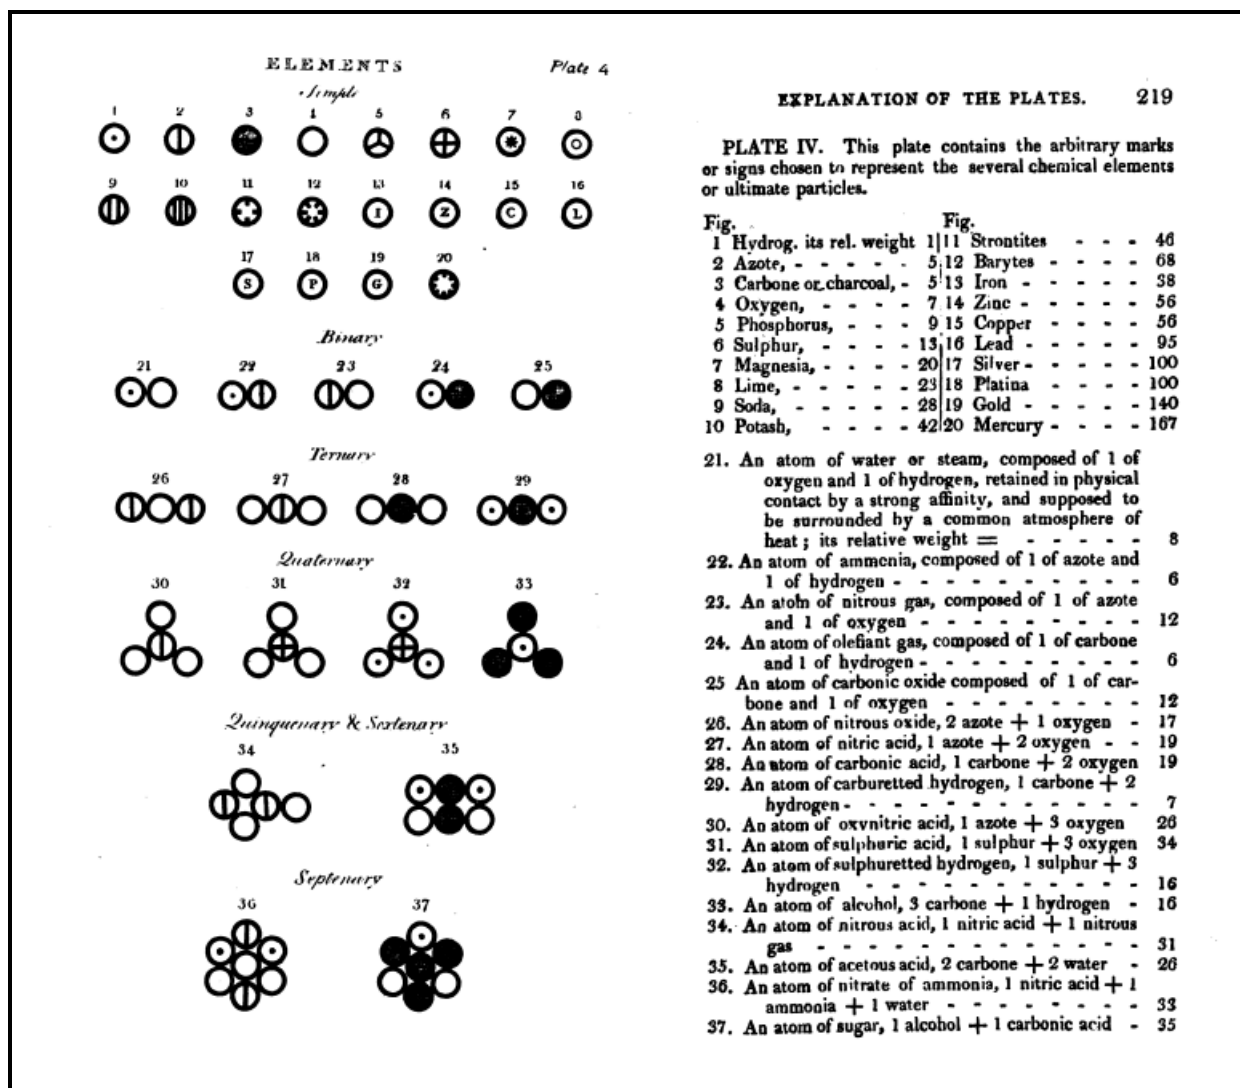 ELEMENTS Plate 4
Simple
1 2 3 4 5 6 7 8
9 10 11 12 13 14 15 16
I Z C L
17 18 19 20
S P G
Binary
21 22 23 24 25
Ternary
26 27 28 29
Quaternary
30 31 32 33
Quinquenary & Sextenary
34 35
Septenary
36 37
EXPLANATION OF THE PLATES. 219
PLATE IV. This plate contains the arbitrary marks
or signs chosen to represent the several chemical elements
or ultimate particles.
Fig. Fig.
1 Hydrog. its rel. weight 1 11 Strontites - - - 46
2 Azote, - - - - - 5 12 Barytes - - - - 68
3 Carbone or charcoal, - 5 13 Iron - - - - - 38
4 Oxygen, - - - - 7 14 Zinc - - - - - 56
5 Phosphorus, - - - 9 15 Copper - - - - 56
6 Sulphur, - - - - 13 16 Lead - - - - - 95
7 Magnesia, - - - - 20 17 Silver - - - - - 100
8 Lime, - - - - - 23 18 Platina - - - - 100
9 Soda, - - - - - 28 19 Gold - - - - - 140
10 Potash, - - - - 42 20 Mercury - - - - 167
21. An atom of water or steam, composed of 1 of
oxygen and 1 of hydrogen, retained in physical
contact by a strong affinity, and supposed to
be surrounded by a common atmosphere of
heat; its relative weight = - - - - - 8
22. An atom of ammonia, composed of 1 of azote and
1 of hydrogen - - - - - - - - - - 6
23. An atom of nitrous gas, composed of 1 of azote
and 1 of oxygen - - - - - - - - - 12
24. An atom of olefiant gas, composed of 1 of carbone
and 1 of hydrogen - - - - - - - - - 6
25 An atom of carbonic oxide composed of 1 of car-
bone and 1 of oxygen - - - - - - - - 12
26. An atom of nitrous oxide, 2 azote + 1 oxygen - 17
27. An atom of nitric acid, 1 azote + 2 oxygen - - 19
28. An atom of carbonic acid, 1 carbone + 2 oxygen 19
29. An atom of carburetted hydrogen, 1 carbone + 2
hydrogen - - - - - - - - - - - 7
30. An atom of oxynitric acid, 1 azote + 3 oxygen 26
31. An atom of sulphuric acid, 1 sulphur + 3 oxygen 34
32. An atom of sulphuretted hydrogen, 1 sulphur + 3
hydrogen - - - - - - - - - - - 16
33. An atom of alcohol, 3 carbone + 1 hydrogen - 16
34. An atom of nitrous acid, 1 nitric acid + 1 nitrous
gas - - - - - - - - - - - - - 31
35. An atom of acetous acid, 2 carbone + 2 water - 26
36. An atom of nitrate of ammonia, 1 nitric acid + 1
ammonia + 1 water - - - - - - - - 33
37. An atom of sugar, 1 alcohol + 1 carbonic acid - 35